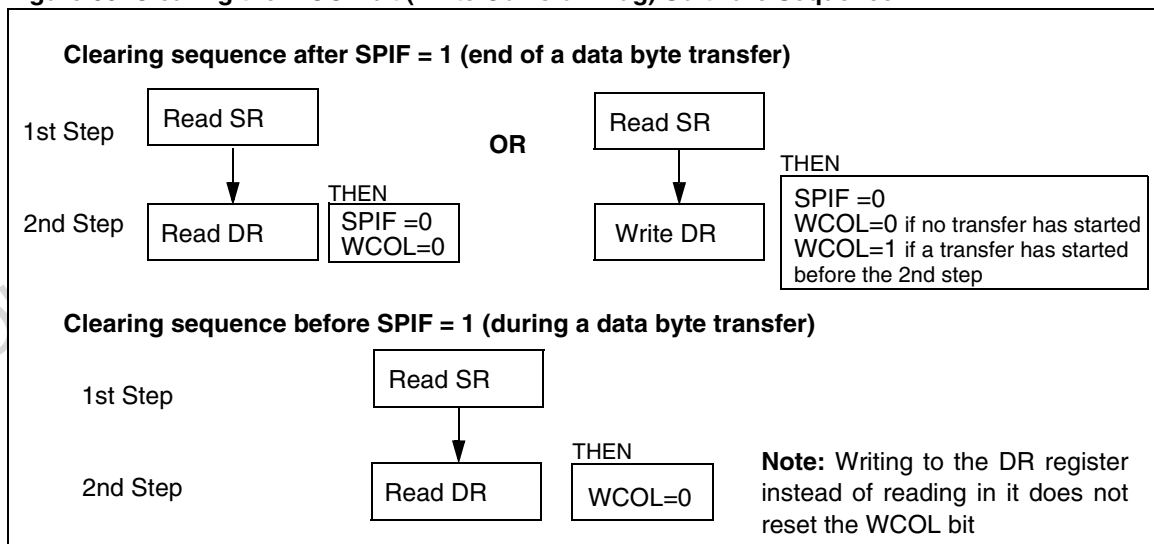 Clearing sequence after SPIF = 1 (end of a data byte transfer)
1st Step
Read SR
OR
Read SR
2nd Step
Read DR
THEN
SPIF =0
WCOL=0
Write DR
THEN
SPIF =0
WCOL=0 if no transfer has started
WCOL=1 if a transfer has started
before the 2nd step
Clearing sequence before SPIF = 1 (during a data byte transfer)
1st Step
Read SR
2nd Step
Read DR
THEN
WCOL=0
Note: Writing to the DR register
instead of reading in it does not
reset the WCOL bit